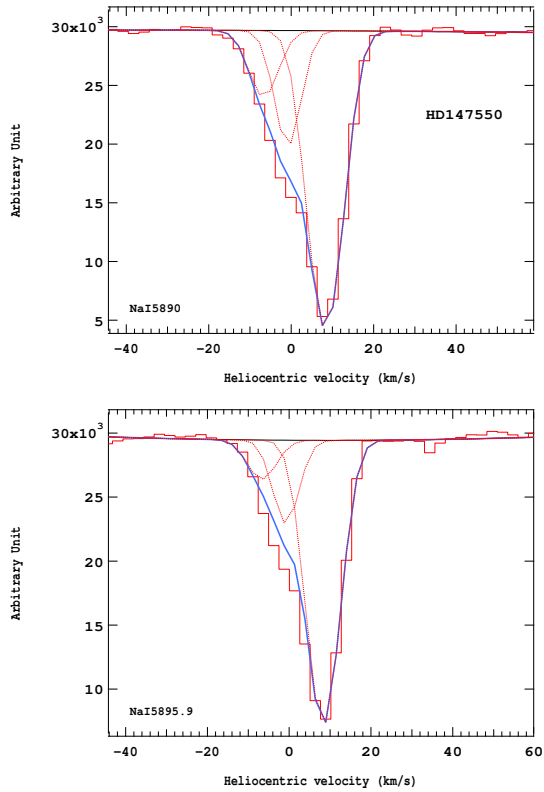 30x10³
25
20
15
10
5
Arbitrary Unit
HD147550
NaI5890
-40 -20 0 20 40
Heliocentric velocity (km/s)
30x10³
25
20
15
10
Arbitrary Unit
NaI5895.9
-40 -20 0 20 40 60
Heliocentric velocity (km/s)